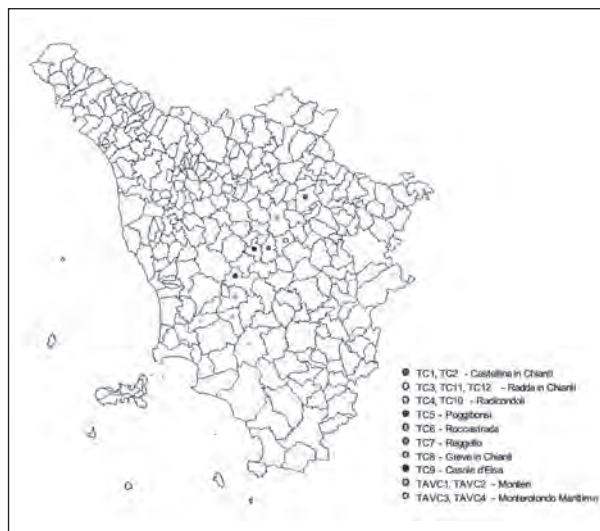 TC1, TC2 - Castellina in Chianti
TC3, TC11, TC12 - Radda in Chianti
TC4, TC10 - Radicondoli
TC5 - Poggibonsi
TC6 - Roccastrada
TC7 - Reggello
TC8 - Greve in Chianti
TC9 - Casole d'Elsa
TAVC1, TAVC2 - Montieri
TAVC3, TAVC4 - Monterotondo Marittimo